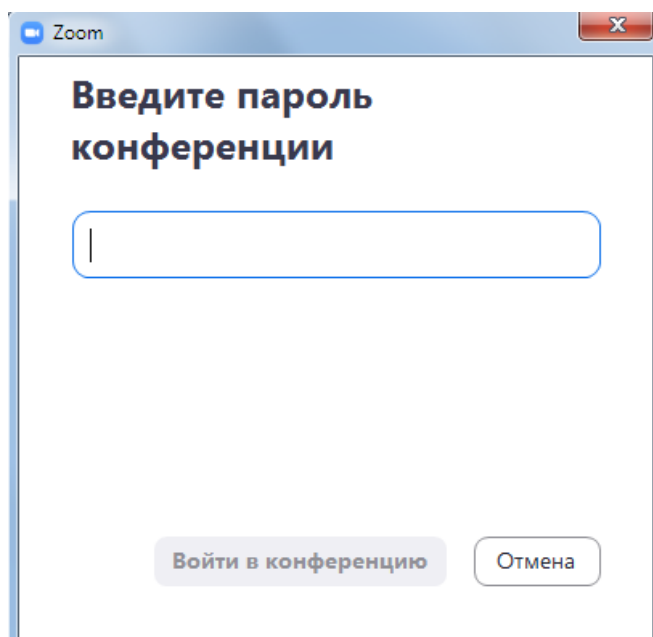 Zoom
Введите пароль
конференции
Войти в конференцию
Отмена